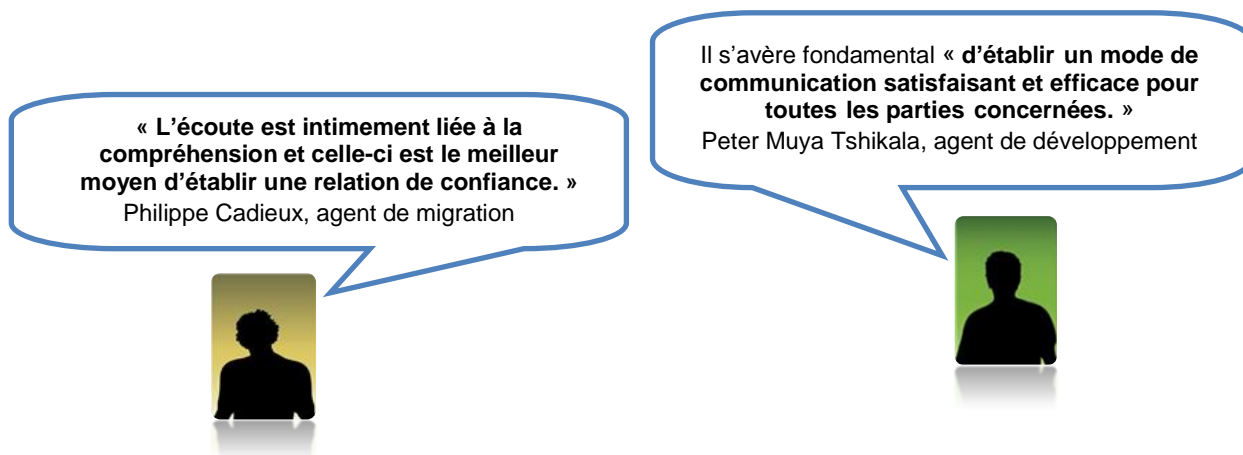 « L’écoute est intimement liée à la
compréhension et celle-ci est le meilleur
moyen d’établir une relation de confiance. »
Philippe Cadieux, agent de migration
Il s’avère fondamental « d’établir un mode de
communication satisfaisant et efficace pour
toutes les parties concernées. »
Peter Muya Tshikala, agent de développement